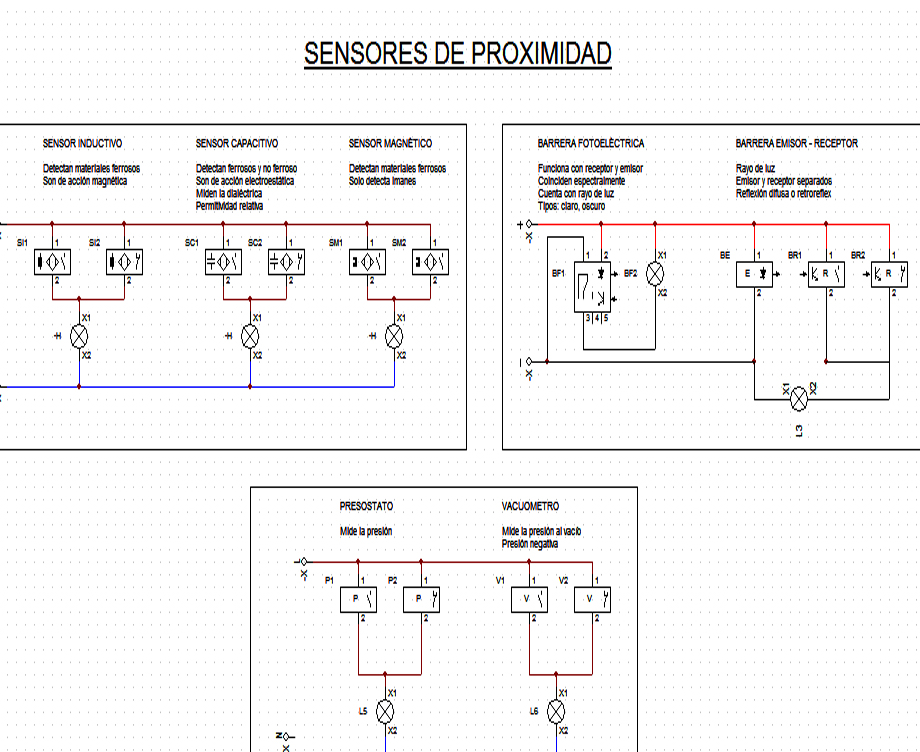 SENSORES DE PROXIMIDAD
SENSOR INDUCTIVO
Detectan materiales ferrosos
Son de acción magnética
SENSOR CAPACITIVO
Detectan ferrosos y no ferroso
Son de acción electroestática
Miden la dialéctrica
Permitividad relativa
SENSOR MAGNÉTICO
Detectan materiales ferrosos
Solo detecta imanes
SI1 1 SI2 1 SC1 1 SC2 1 SM1 1 SM2 1
2 2 2 2 2 2
X1 X1 X1
-H -H -H
X2 X2 X2
BARRERA FOTOELÉCTRICA
Funciona con receptor y emisor
Coinciden espectralmente
Cuenta con rayo de luz
Tipos: claro, oscuro
BARRERA EMISOR - RECEPTOR
Rayo de luz
Emisor y receptor separados
Reflexión difusa o retroreflex
+
-X
1 2 X1 BE 1 BR1 1 BR2 1
BF1 BF2 E R R
X2 2 2 2
3 4 5
-
-X
X1 X2
L3
PRESOSTATO
Mide la presión
VACUOMETRO
Mide la presión al vacío
Presión negativa
L
-X
P1 1 P2 1 V1 1 V2 1
P P V V
2 2 2 2
X1 X1
L5 L6
X2 X2
N
X